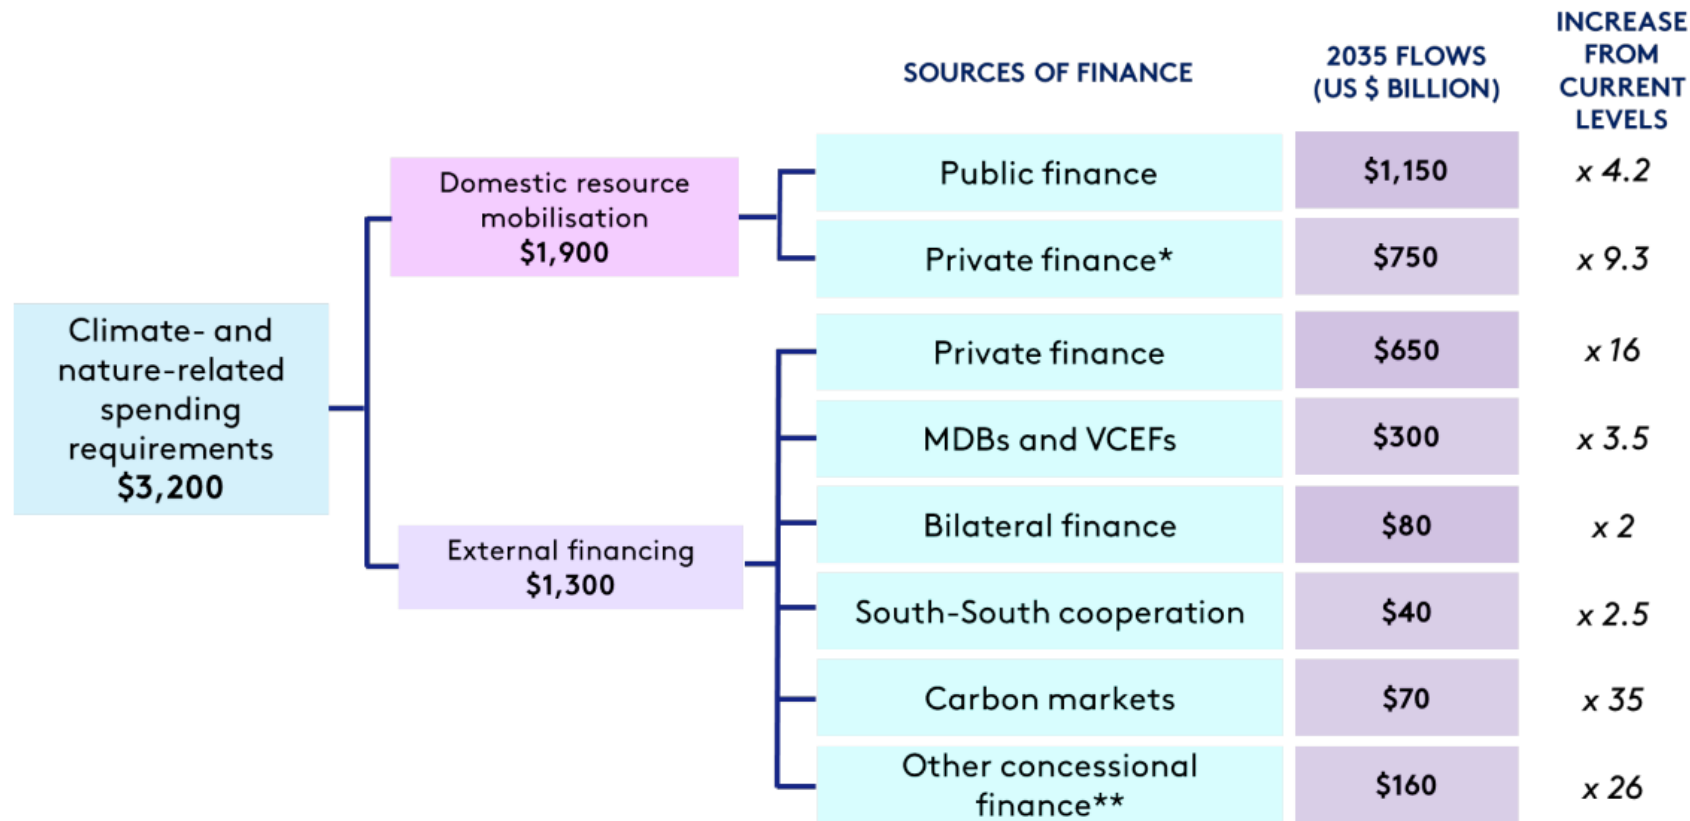 SOURCES OF FINANCE
2035 FLOWS
(US $ BILLION)
INCREASE
FROM
CURRENT
LEVELS
Climate- and
nature-related
spending
requirements
$3,200
Domestic resource
mobilisation
$1,900
Public finance $1,150 x 4.2
Private finance* $750 x 9.3
External financing
$1,300
Private finance $650 x 16
MDBs and VCEFs $300 x 3.5
Bilateral finance $80 x 2
South-South cooperation $40 x 2.5
Carbon markets $70 x 35
Other concessional
finance** $160 x 26